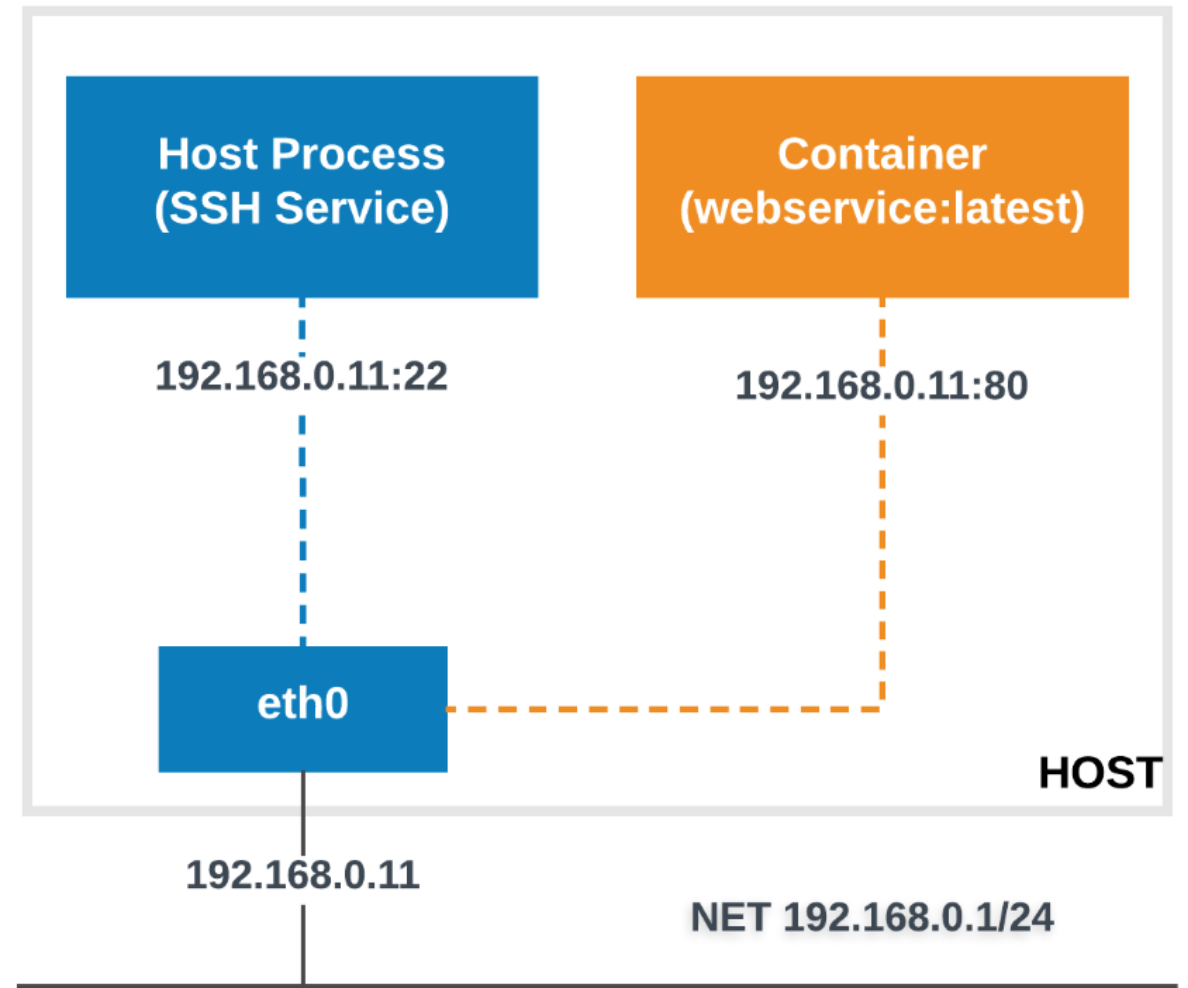 Host Process
(SSH Service)
Container
(webservice:latest)
192.168.0.11:22
192.168.0.11:80
eth0
HOST
192.168.0.11
NET 192.168.0.1/24